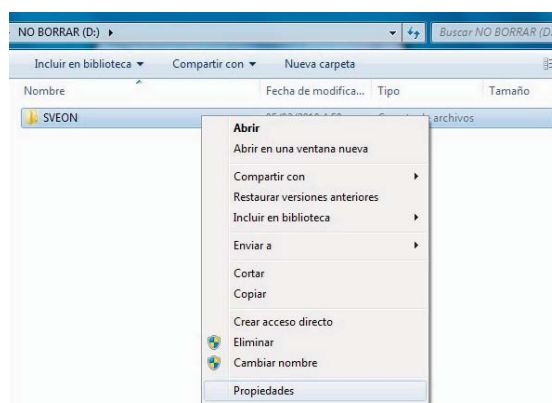 NO BORRAR (D:)
Buscar NO BORRAR (D:
Incluir en biblioteca
Compartir con
Nueva carpeta
Nombre
Fecha de modifica...
Tipo
Tamaño
SVEON
archivos
Abrir
Abrir en una ventana nueva
Compartir con
Restaurar versiones anteriores
Incluir en biblioteca
Enviar a
Cortar
Copiar
Crear acceso directo
Eliminar
Cambiar nombre
Propiedades